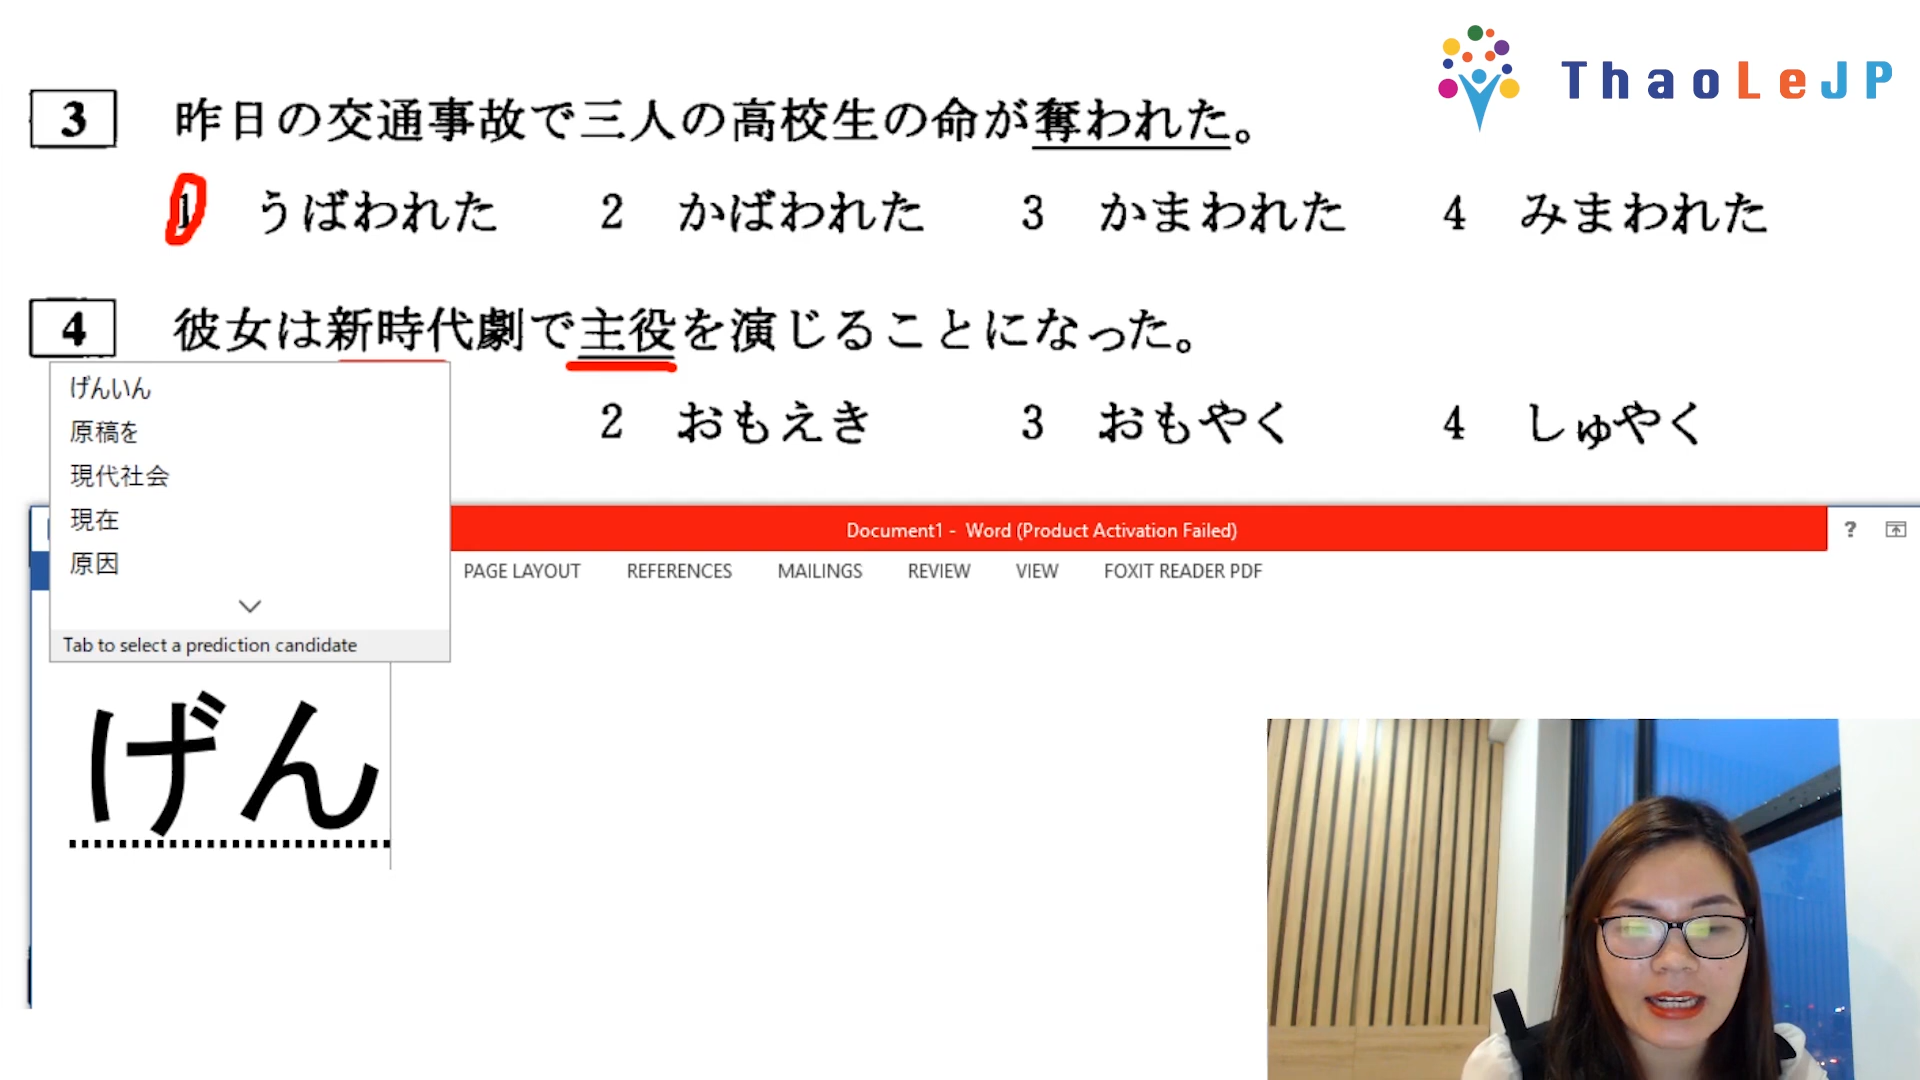 ThaoLeJP
3 昨日の交通事故で三人の高校生の命が奪われた。
1 うばわれた 2 かばわれた 3 かまわれた 4 みまわれた
4 彼女は新時代劇で主役を演じることになった。
2 おもえき 3 おもやく 4 しゅやく
げんいん
原稿を
現代社会
現在
原因
Tab to select a prediction candidate
Document1 - Word (Product Activation Failed)
?
PAGE LAYOUT REFERENCES MAILINGS REVIEW VIEW FOXIT READER PDF
げん